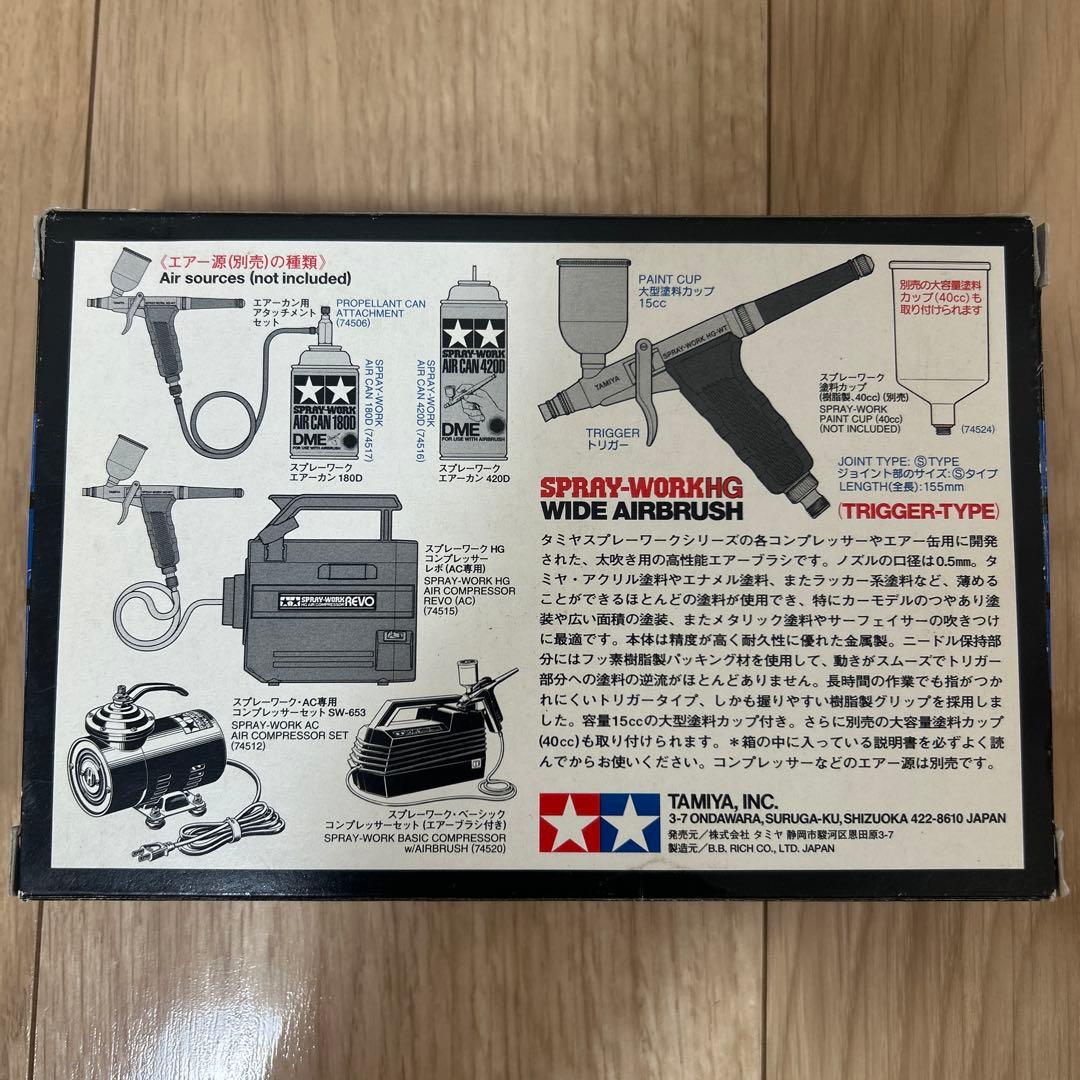 《エアー源(別売)の種類》
Air sources (not included)
エアーカン用
アタッチメント
セット
PROPELLANT CAN
ATTACHMENT
(74506)
TAMIYA
SPRAY-WORK
AIR CAN 180D
DME
FOR USE WITH AIRBRUSH
SPRAY-WORK
AIR CAN 180D (74517)
スプレーワーク
エアーカン 180D
SPRAY-WORK
AIR CAN 420D (74516)
SPRAY-WORK
AIR CAN 420D
DME
FOR USE WITH AIRBRUSH
スプレーワーク
エアーカン 420D
スプレーワーク HG
コンプレッサー
レボ(AC専用)
SPRAY-WORK HG
AIR COMPRESSOR
REVO (AC)
(74515)
SPRAY-WORK
HG AIR COMPRESSOR
REVO
スプレーワーク・AC専用
コンプレッサーセット SW-653
SPRAY-WORK AC
AIR COMPRESSOR SET
(74512)
スプレーワーク・ベーシック
コンプレッサーセット(エアーブラシ付き)
SPRAY-WORK BASIC COMPRESSOR
w/AIRBRUSH (74520)
PAINT CUP
大型塗料カップ
15cc
SPRAY-WORK HG-WT
TAMIYA
TRIGGER
トリガー
別売の大容量塗料
カップ(40cc)も
取り付けられます
スプレーワーク
塗料カップ
(樹脂製、40cc)(別売)
SPRAY-WORK
PAINT CUP (40cc)
(NOT INCLUDED)
(74524)
JOINT TYPE: Ⓢ TYPE
ジョイント部のサイズ: Ⓢタイプ
LENGTH(全長): 155mm
SPRAY-WORK HG
WIDE AIRBRUSH
(TRIGGER-TYPE)
タミヤスプレーワークシリーズの各コンプレッサーやエアー缶用に開発
された、太吹き用の高性能エアーブラシです。ノズルの口径は0.5mm。タ
ミヤ・アクリル塗料やエナメル塗料、またラッカー系塗料など、薄める
ことができるほとんどの塗料が使用でき、特にカーモデルのつやあり塗
装や広い面積の塗装、またメタリック塗料やサーフェイサーの吹きつけ
に最適です。本体は精度が高く耐久性に優れた金属製。ニードル保持部
分にはフッ素樹脂製パッキング材を使用して、動きがスムーズでトリガー
部分への塗料の逆流がほとんどありません。長時間の作業でも指がつか
れにくいトリガータイプ、しかも握りやすい樹脂製グリップを採用しま
した。容量15ccの大型塗料カップ付き。さらに別売の大容量塗料カップ
(40cc)も取り付けられます。＊箱の中に入っている説明書を必ずよく読
んでからお使いください。コンプレッサーなどのエアー源は別売です。
TAMIYA, INC.
3-7 ONDAWARA, SURUGA-KU, SHIZUOKA 422-8610 JAPAN
発売元／株式会社 タミヤ 静岡市駿河区恩田原3-7
製造元／B.B. RICH CO., LTD. JAPAN